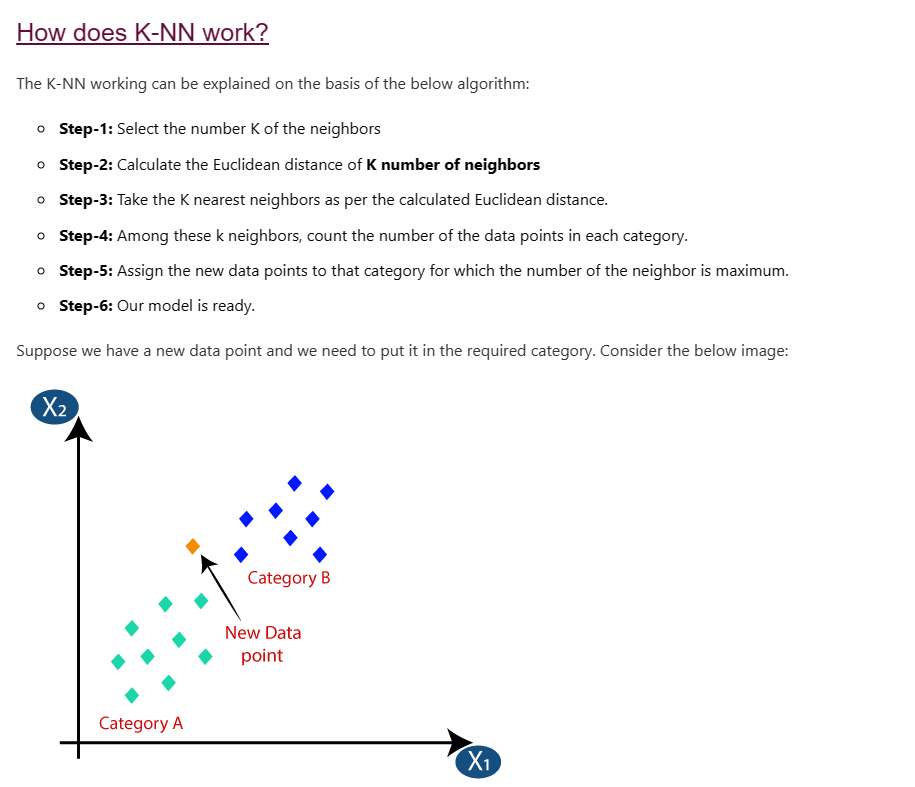 How does K-NN work?
The K-NN working can be explained on the basis of the below algorithm:
Step-1: Select the number K of the neighbors
Step-2: Calculate the Euclidean distance of K number of neighbors
Step-3: Take the K nearest neighbors as per the calculated Euclidean distance.
Step-4: Among these k neighbors, count the number of the data points in each category.
Step-5: Assign the new data points to that category for which the number of the neighbor is maximum.
Step-6: Our model is ready.
Suppose we have a new data point and we need to put it in the required category. Consider the below image:
X2
Category B
New Data
point
Category A
X1